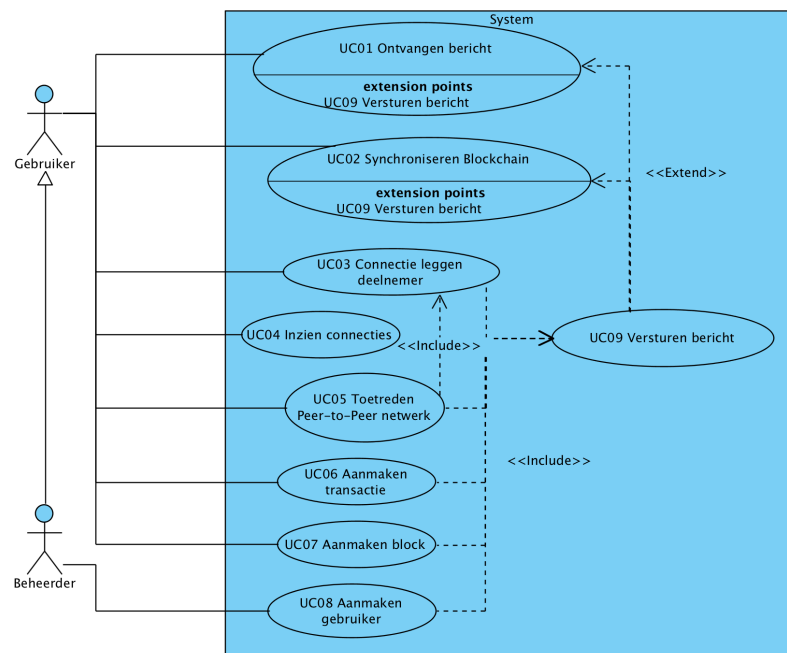 System
UC01 Ontvangen bericht
extension points
UC09 Versturen bericht
Gebruiker
UC02 Synchroniseren Blockchain
extension points
UC09 Versturen bericht
<<Extend>>
UC03 Connectie leggen
deelnemer
UC04 Inzien connecties
<<Include>>
UC09 Versturen bericht
UC05 Toetreden
Peer-to-Peer netwerk
<<Include>>
UC06 Aanmaken
transactie
UC07 Aanmaken block
Beheerder
UC08 Aanmaken
gebruiker